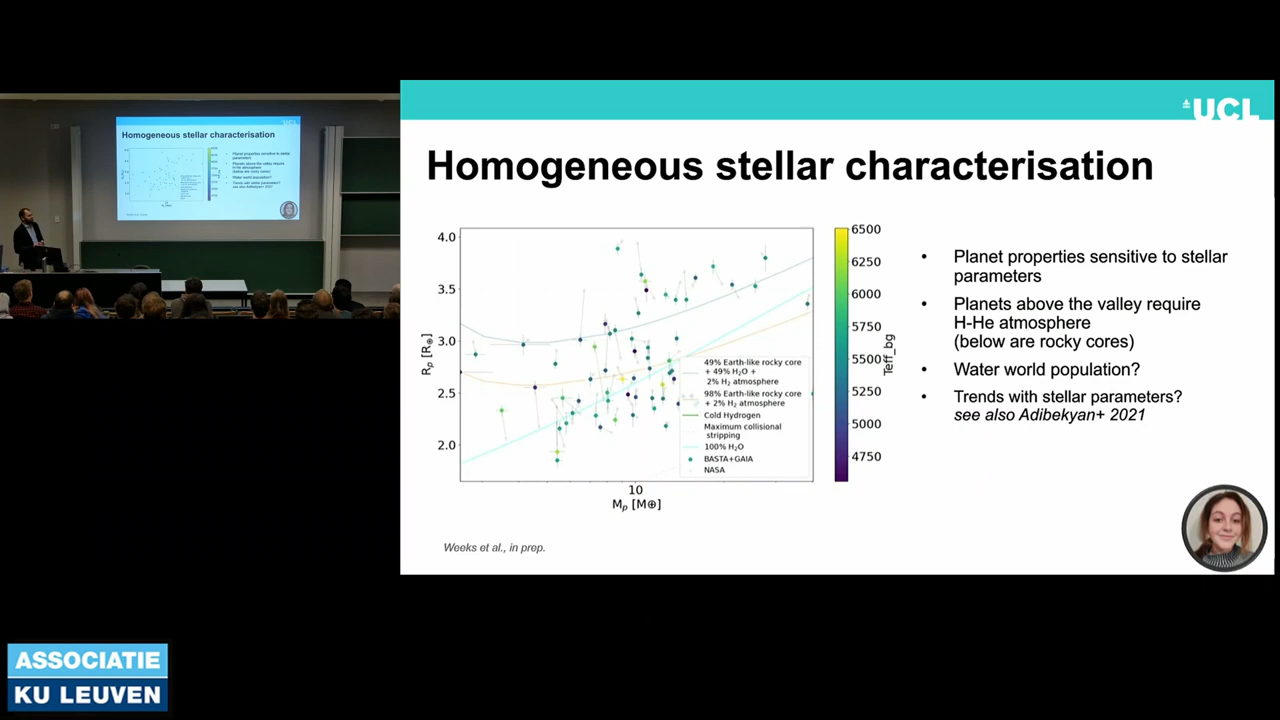 UCL
Homogeneous stellar characterisation
4.0
3.5
3.0
2.5
2.0
Rp [R⊕]
10
Mp [M⊕]
49% Earth-like rocky core
+ 49% H₂O +
2% H₂ atmosphere
98% Earth-like rocky core
+ 2% H₂ atmosphere
Cold Hydrogen
Maximum collisional
stripping
100% H₂O
BASTA+GAIA
NASA
6500
6250
6000
5750
5500
5250
5000
4750
Teff_bg
• Planet properties sensitive to stellar
parameters
• Planets above the valley require
H-He atmosphere
(below are rocky cores)
• Water world population?
• Trends with stellar parameters?
see also Adibekyan+ 2021
Weeks et al., in prep.
Homogeneous stellar characterisation
ASSOCIATIE
KU LEUVEN